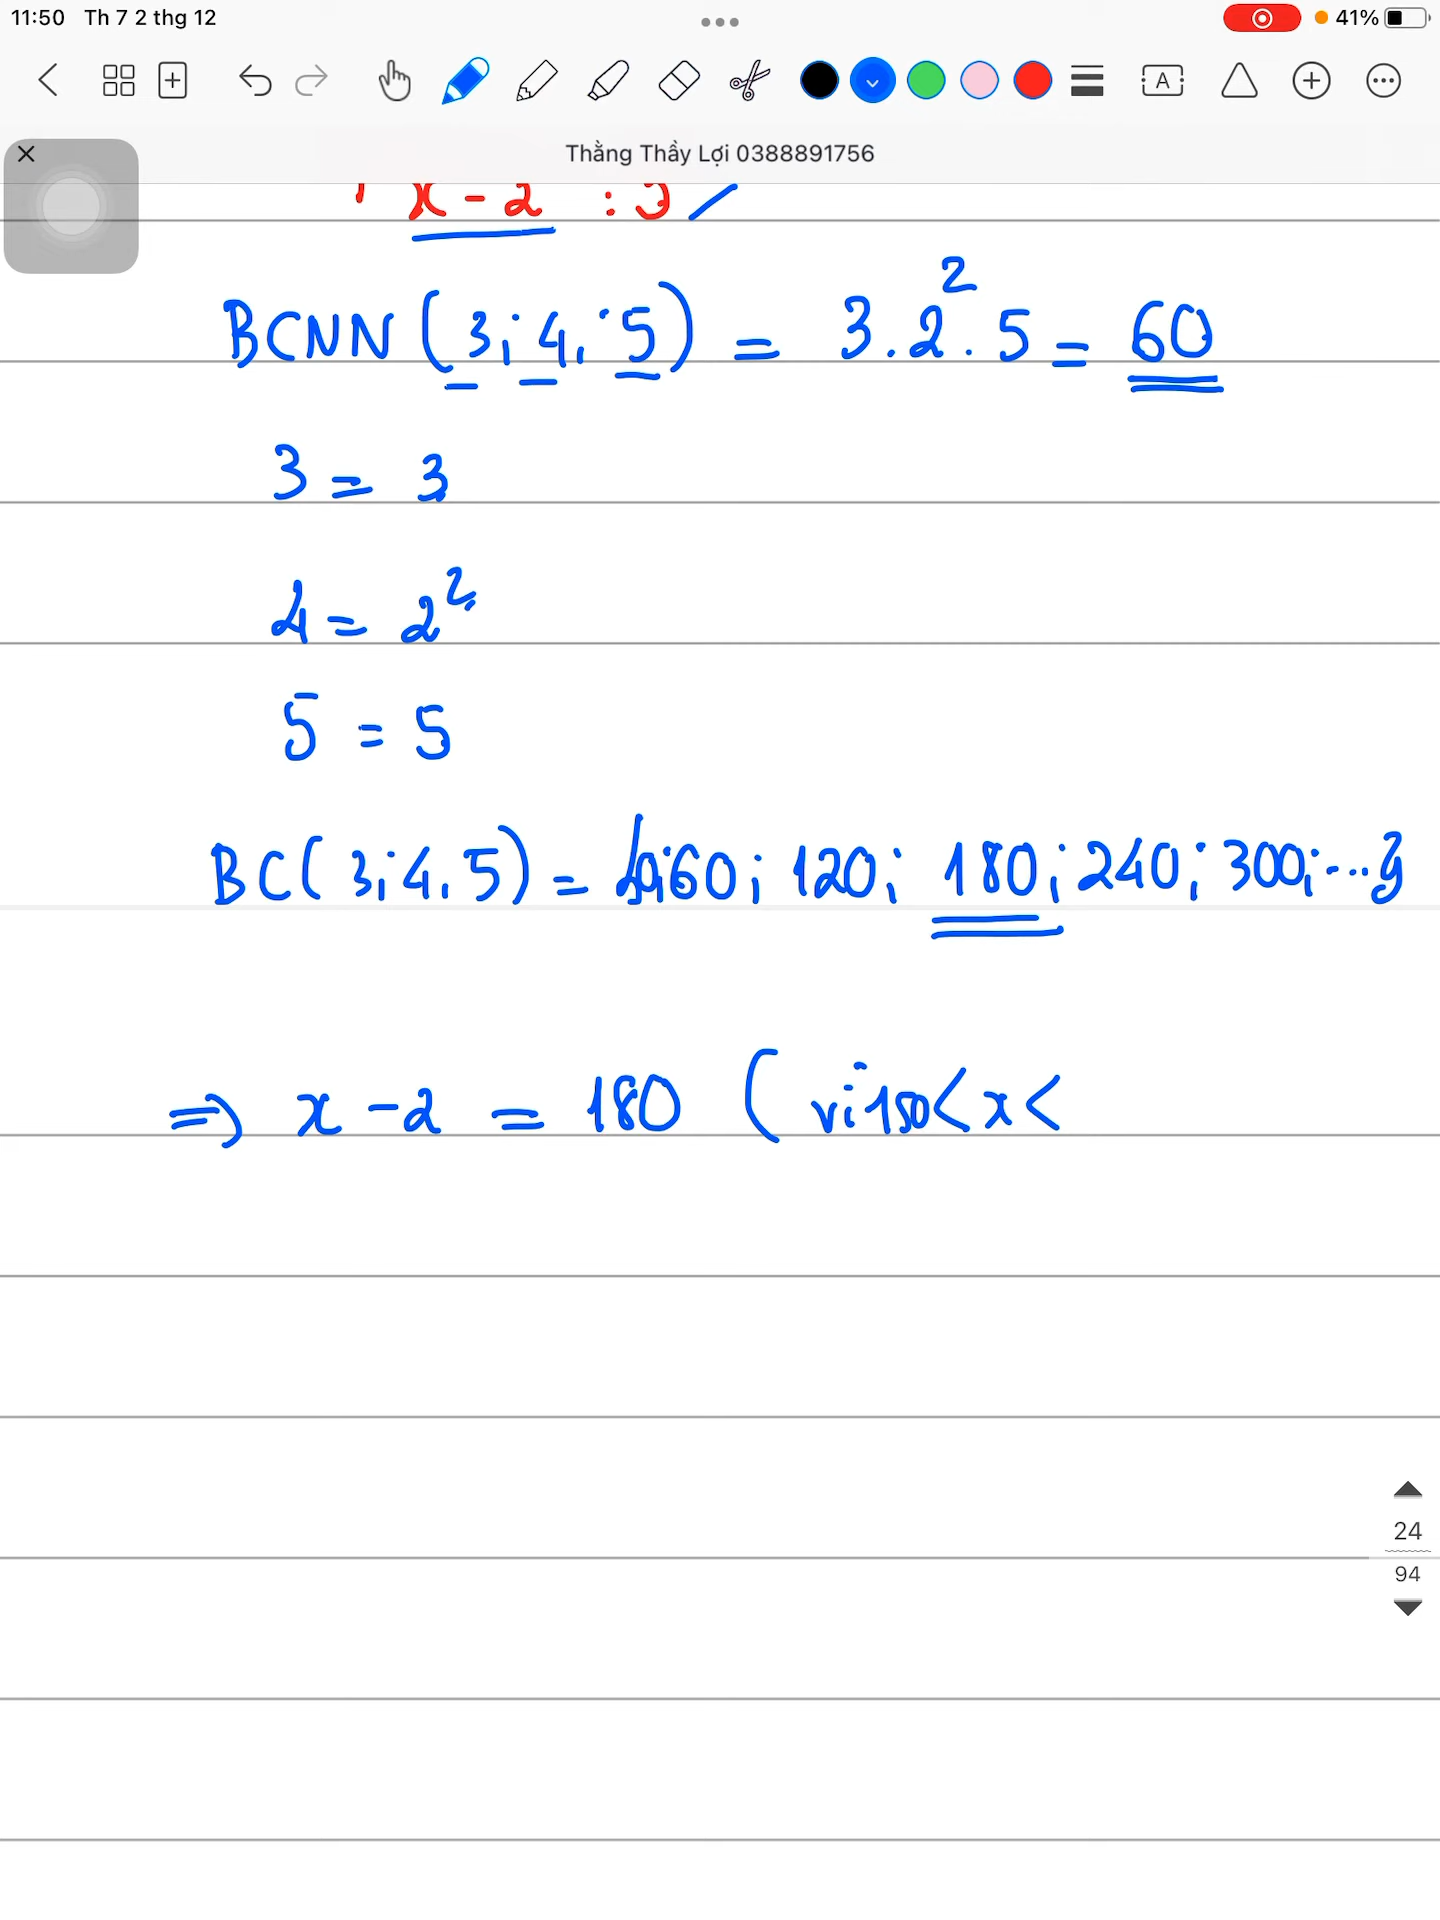 11:50 Th 7 2 thg 12 41%
A
Thằng Thầy Lợi 0388891756
x - 2 : 5
BCNN (3; 4; 5) = 3.2².5 = 60
3 = 3
4 = 2²
5 = 5
BC(3; 4; 5) = {0;60; 120; 180; 240; 300; ...}
=> x - 2 = 180 ( vì 150 < x <
24
94